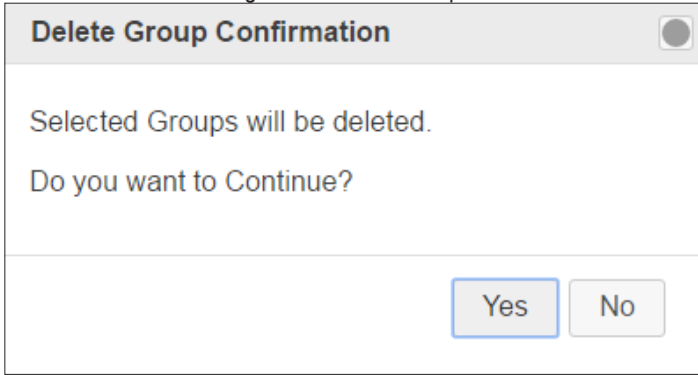 Delete Group Confirmation
Selected Groups will be deleted.
Do you want to Continue?
Yes No